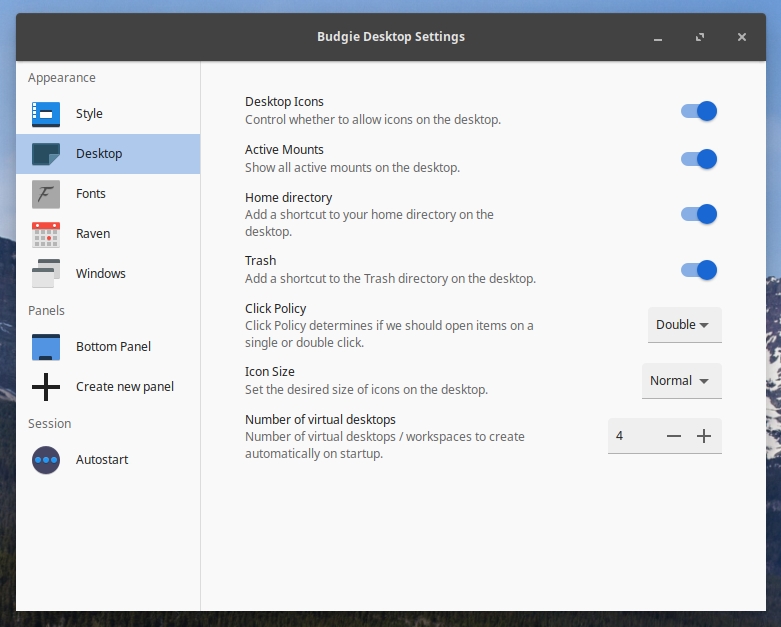 Budgie Desktop Settings
Appearance
Style
Desktop
Fonts
Raven
Windows
Panels
Bottom Panel
Create new panel
Session
Autostart
Desktop Icons
Control whether to allow icons on the desktop.
Active Mounts
Show all active mounts on the desktop.
Home directory
Add a shortcut to your home directory on the
desktop.
Trash
Add a shortcut to the Trash directory on the desktop.
Click Policy
Click Policy determines if we should open items on a
single or double click.
Double
Icon Size
Set the desired size of icons on the desktop.
Normal
Number of virtual desktops
Number of virtual desktops / workspaces to create
automatically on startup.
4